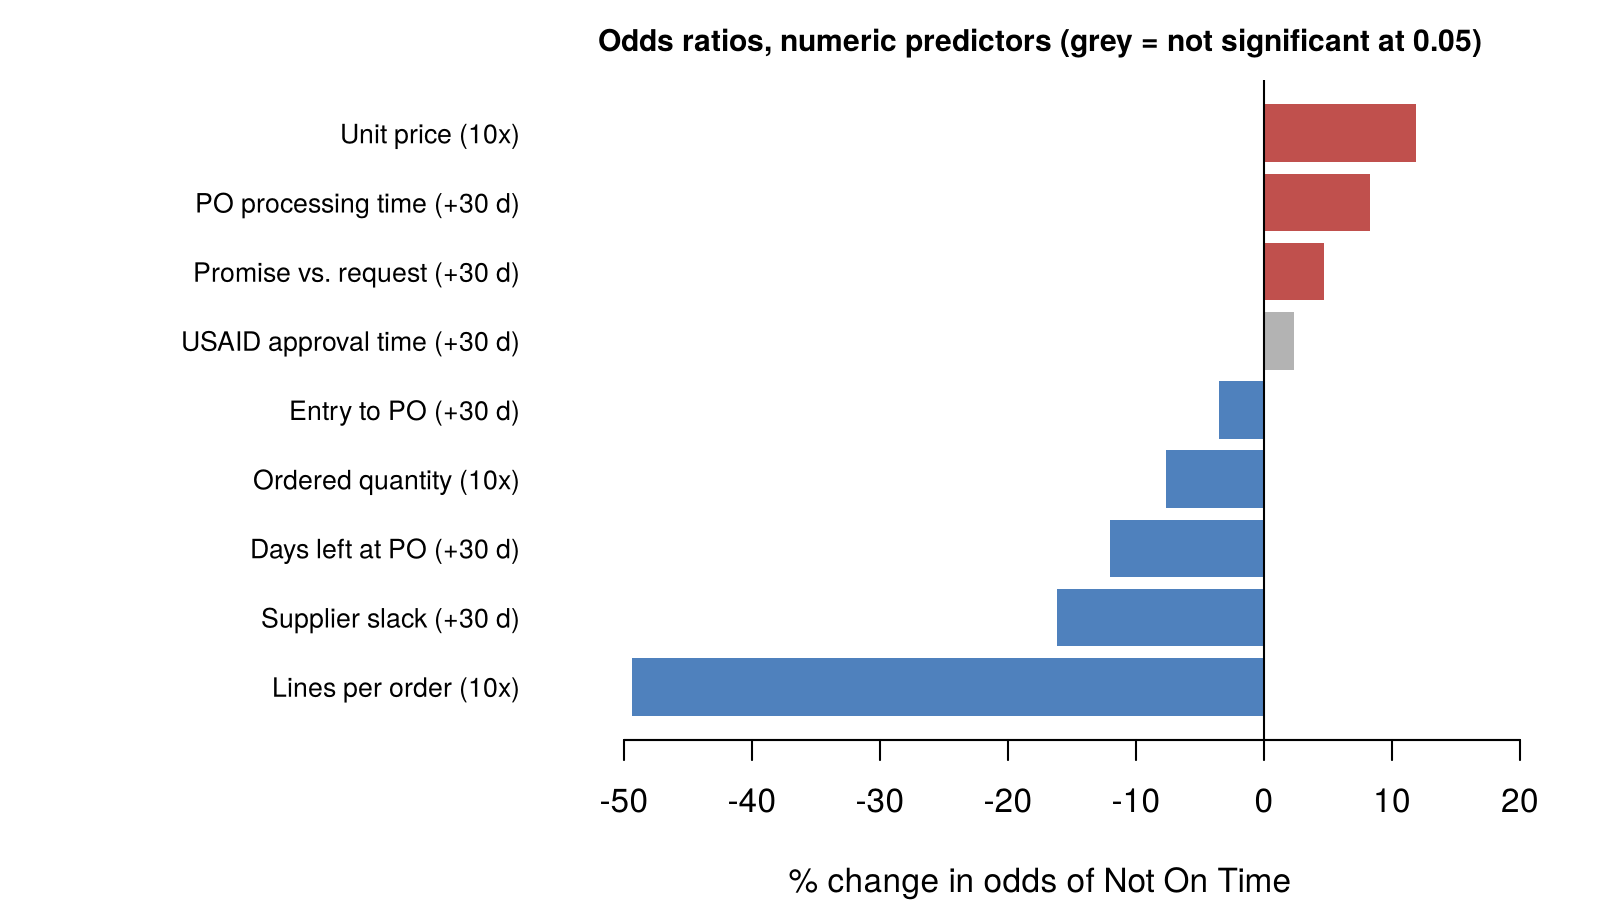 Odds ratios, numeric predictors (grey = not significant at 0.05)
Unit price (10x)
PO processing time (+30 d)
Promise vs. request (+30 d)
USAID approval time (+30 d)
Entry to PO (+30 d)
Ordered quantity (10x)
Days left at PO (+30 d)
Supplier slack (+30 d)
Lines per order (10x)
-50 -40 -30 -20 -10 0 10 20
% change in odds of Not On Time